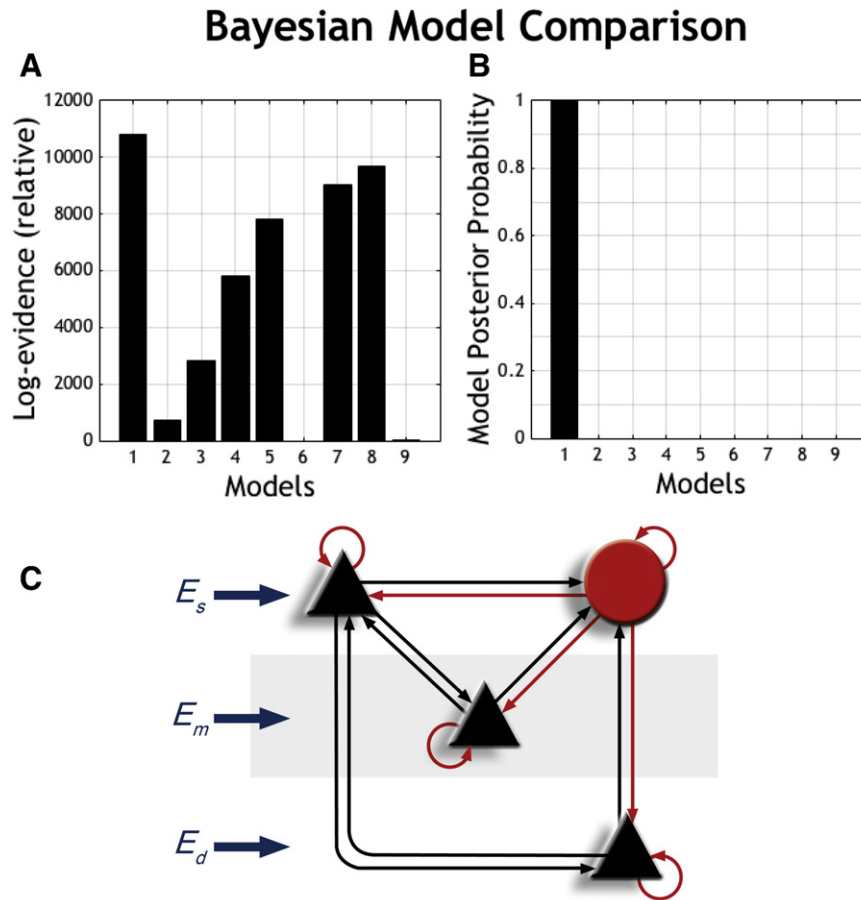 Bayesian Model Comparison
A
12000
10000
8000
6000
4000
2000
0
Log-evidence (relative)
1 2 3 4 5 6 7 8 9
Models
B
1
0.8
0.6
0.4
0.2
0
Model Posterior Probability
1 2 3 4 5 6 7 8 9
Models
C
Es
Em
Ed